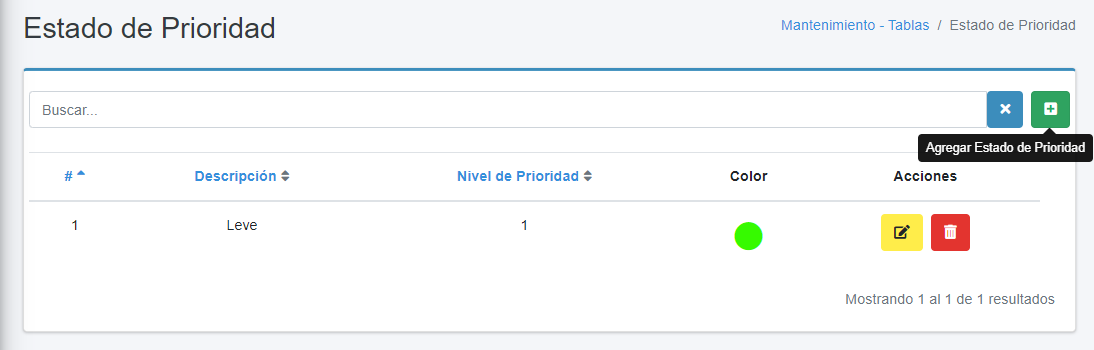 Estado de Prioridad
Mantenimiento - Tablas / Estado de Prioridad
Buscar...
Agregar Estado de Prioridad
# Descripción Nivel de Prioridad Color Acciones
1 Leve 1
Mostrando 1 al 1 de 1 resultados